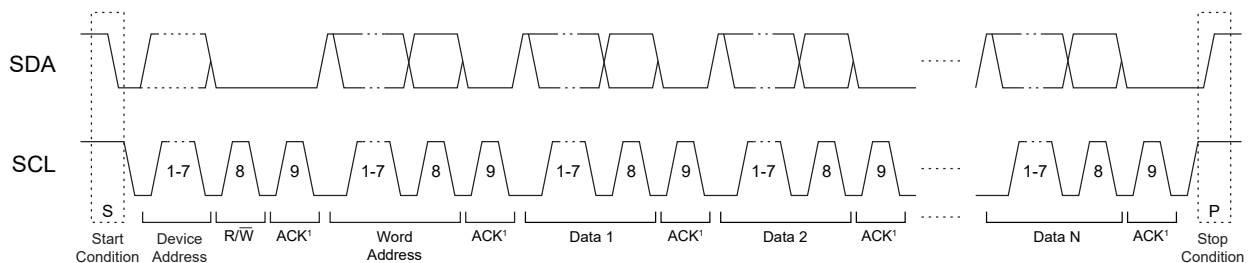 SDA
SCL
1-7 8 9 1-7 8 9 1-7 8 9 1-7 8 9 1-7 8 9
S P
Start Condition
Device Address
R/W̅
ACK¹
Word Address
ACK¹
Data 1
ACK¹
Data 2
ACK¹
Data N
ACK¹
Stop Condition